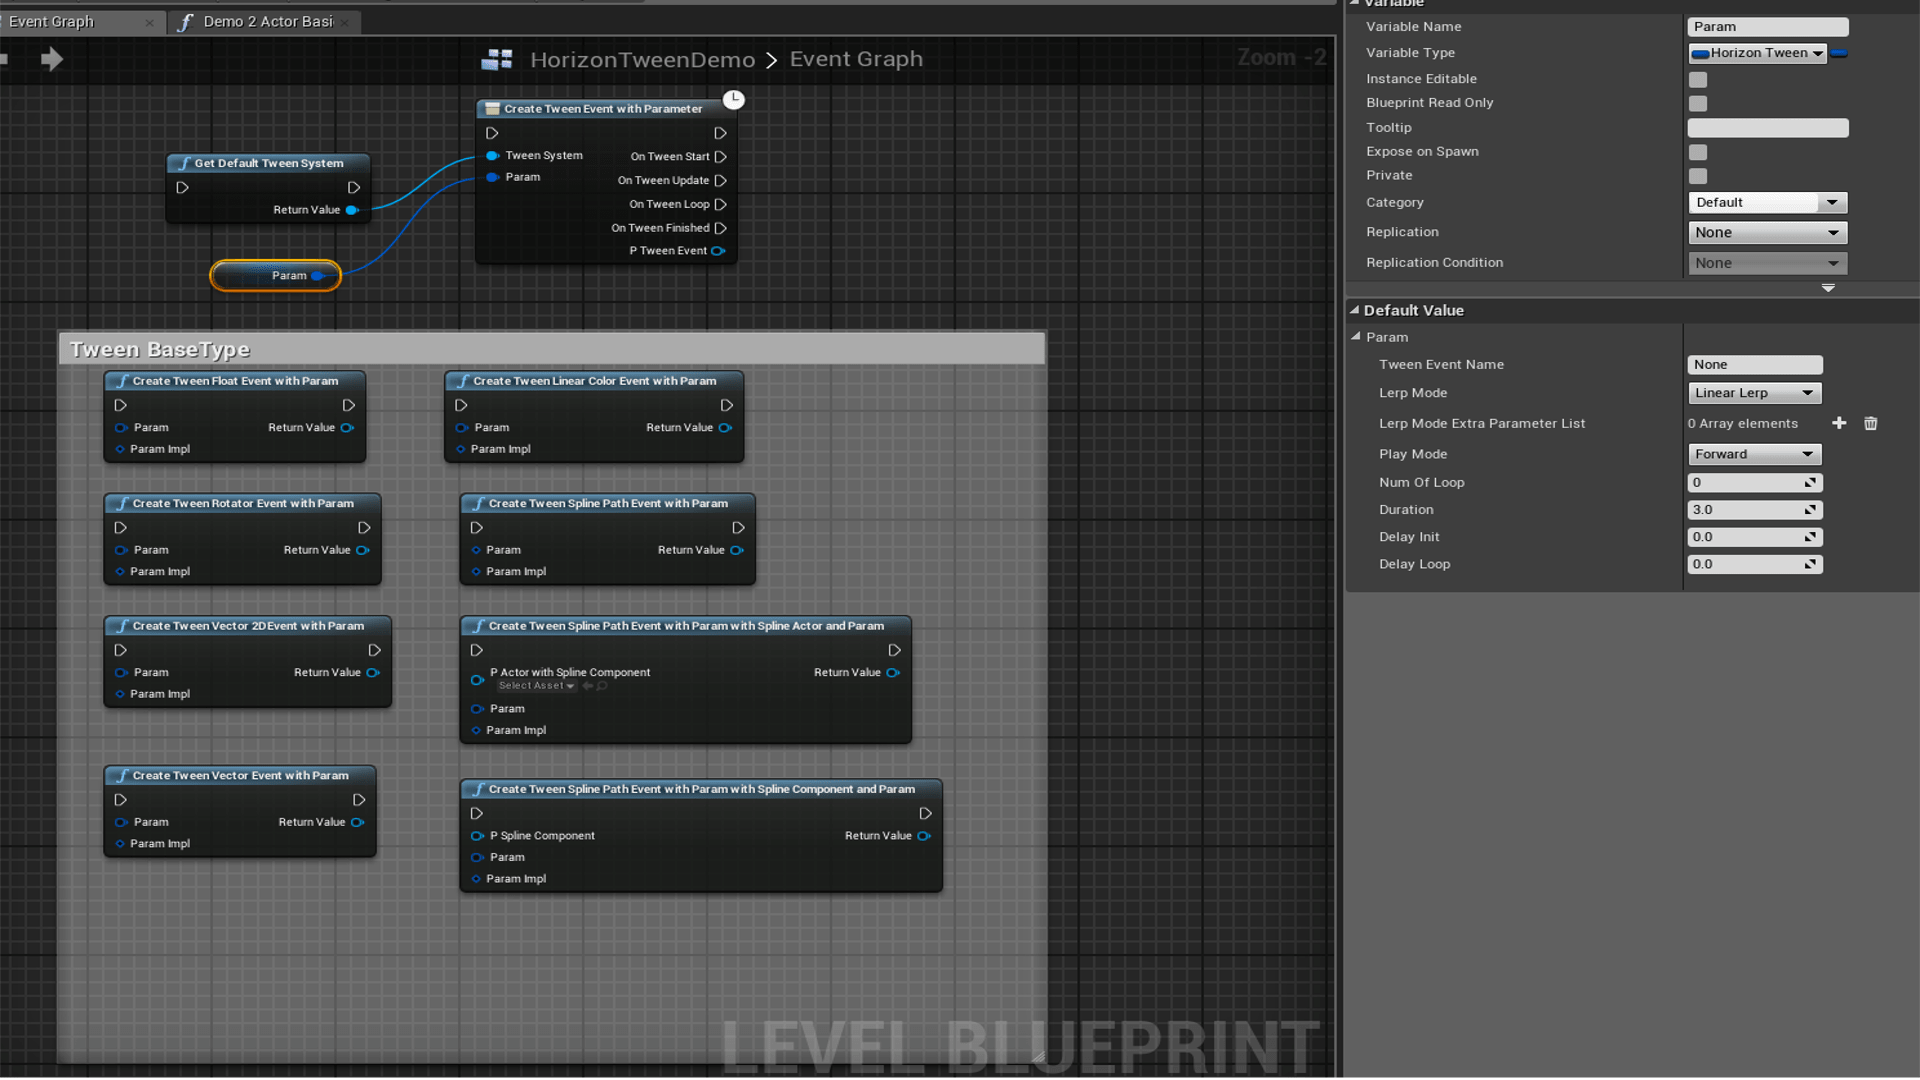 Event Graph
Demo 2 Actor Basi
HorizonTweenDemo > Event Graph
Zoom -2
Create Tween Event with Parameter
Tween System
On Tween Start
Param
On Tween Update
On Tween Loop
On Tween Finished
P Tween Event
Get Default Tween System
Return Value
Param
Tween BaseType
Create Tween Float Event with Param
Param
Return Value
Param Impl
Create Tween Linear Color Event with Param
Param
Return Value
Param Impl
Create Tween Rotator Event with Param
Param
Return Value
Param Impl
Create Tween Spline Path Event with Param
Param
Return Value
Param Impl
Create Tween Vector 2DEvent with Param
Param
Return Value
Param Impl
Create Tween Spline Path Event with Param with Spline Actor and Param
P Actor with Spline Component
Return Value
Select Asset
Param
Param Impl
Create Tween Vector Event with Param
Param
Return Value
Param Impl
Create Tween Spline Path Event with Param with Spline Component and Param
P Spline Component
Return Value
Param
Param Impl
LEVEL BLUEPRINT
Variable
Variable Name
Param
Variable Type
Horizon Tween
Instance Editable
Blueprint Read Only
Tooltip
Expose on Spawn
Private
Category
Default
Replication
None
Replication Condition
None
Default Value
Param
Tween Event Name
None
Lerp Mode
Linear Lerp
Lerp Mode Extra Parameter List
0 Array elements
Play Mode
Forward
Num Of Loop
0
Duration
3.0
Delay Init
0.0
Delay Loop
0.0